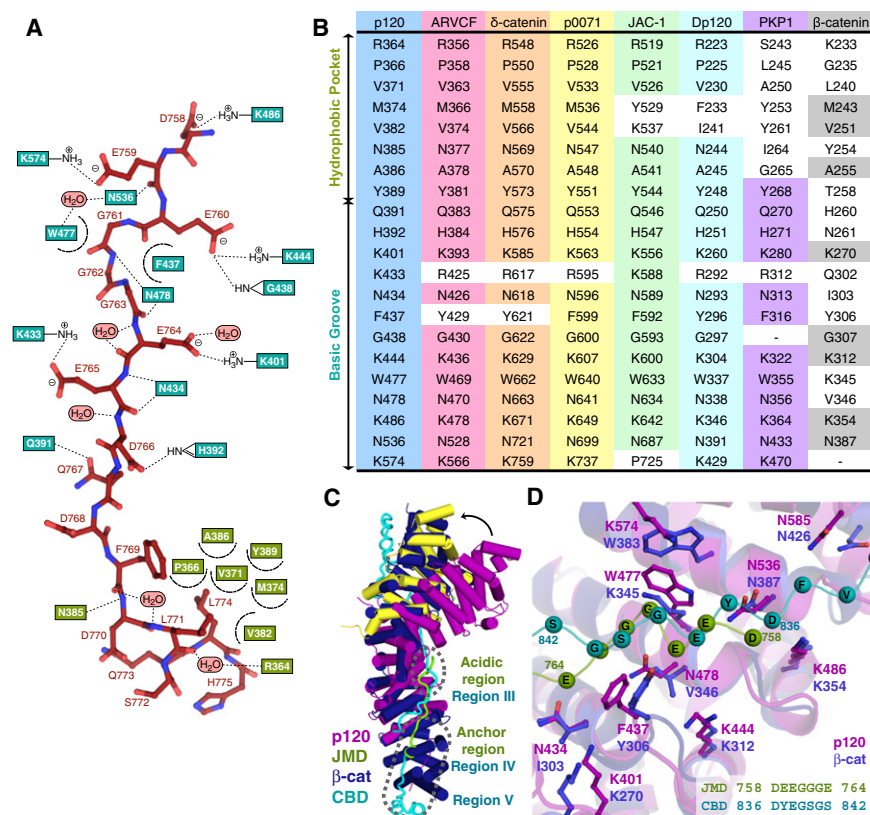 A
D758
H3N
K486
⊕
⊖
K574
NH3
⊕
⊖
E759
H2O
N536
W477
G761
E760
⊖
F437
H3N
K444
⊕
HN
G438
G762
N478
G763
K433
NH3
⊕
H2O
E764
H2O
⊖
H3N
K401
⊕
⊖
E765
N434
H2O
D766
Q391
HN
H392
Q767
D768
A386
Y389
F769
P366
V371
M374
N385
H2O
L774
L771
V382
D770
H2O
R364
Q773
H775
S772
B
p120 ARVCF δ-catenin p0071 JAC-1 Dp120 PKP1 β-catenin
Hydrophobic Pocket
R364 R356 R548 R526 R519 R223 S243 K233
P366 P358 P550 P528 P521 P225 L245 G235
V371 V363 V555 V533 V526 V230 A250 L240
M374 M366 M558 M536 Y529 F233 Y253 M243
V382 V374 V566 V544 K537 I241 Y261 V251
N385 N377 N569 N547 N540 N244 I264 Y254
A386 A378 A570 A548 A541 A245 G265 A255
Y389 Y381 Y573 Y551 Y544 Y248 Y268 T258
Basic Groove
Q391 Q383 Q575 Q553 Q546 Q250 Q270 H260
H392 H384 H576 H554 H547 H251 H271 N261
K401 K393 K585 K563 K556 K260 K280 K270
K433 R425 R617 R595 K588 R292 R312 Q302
N434 N426 N618 N596 N589 N293 N313 I303
F437 Y429 Y621 F599 F592 Y296 F316 Y306
G438 G430 G622 G600 G593 G297 - G307
K444 K436 K629 K607 K600 K304 K322 K312
W477 W469 W662 W640 W633 W337 W355 K345
N478 N470 N663 N641 N634 N338 N356 V346
K486 K478 K671 K649 K642 K346 K364 K354
N536 N528 N721 N699 N687 N391 N433 N387
K574 K566 K759 K737 P725 K429 K470 -
C
Acidic
region
Region III
Anchor
region
Region IV
Region V
p120
JMD
β-cat
CBD
D
K574
W383
N585
N426
W477
K345
N536
N387
S
842
G
S
G
G
G
E
E
E
Y
D
D
F
V
836
758
764
E
K486
K354
N478
V346
F437
Y306
K444
K312
N434
I303
K401
K270
p120
β-cat
JMD 758 DEEGGGE 764
CBD 836 DYEGSGS 842